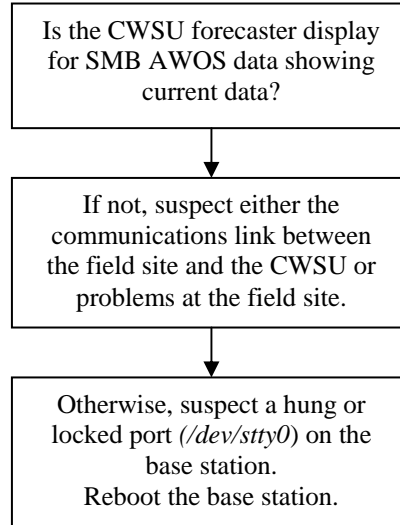 Is the CWSU forecaster display
for SMB AWOS data showing
current data?
If not, suspect either the
communications link between
the field site and the CWSU or
problems at the field site.
Otherwise, suspect a hung or
locked port (/dev/stty0) on the
base station.
Reboot the base station.